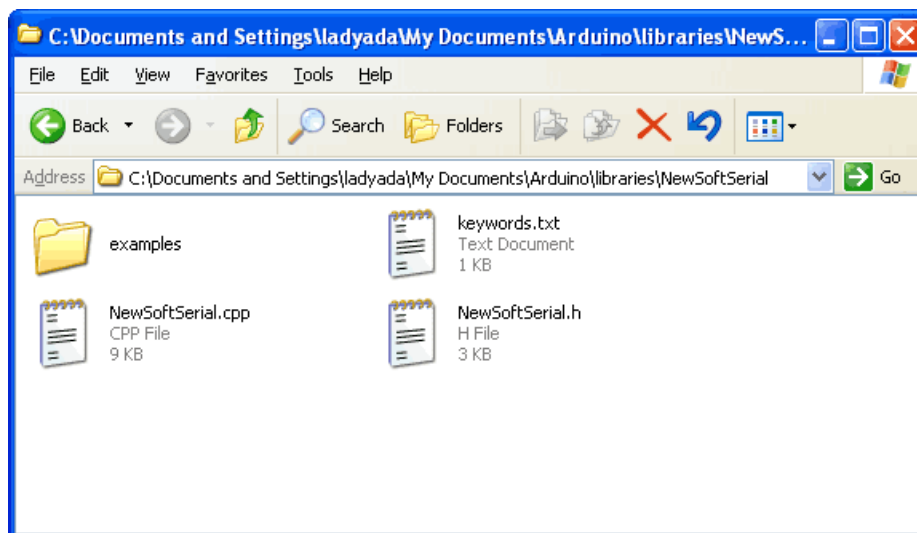 C:\Documents and Settings\ladyada\My Documents\Arduino\libraries\NewS...
File Edit View Favorites Tools Help
Back Search Folders
Address C:\Documents and Settings\ladyada\My Documents\Arduino\libraries\NewSoftSerial Go
examples
keywords.txt
Text Document
1 KB
NewSoftSerial.cpp
CPP File
9 KB
NewSoftSerial.h
H File
3 KB